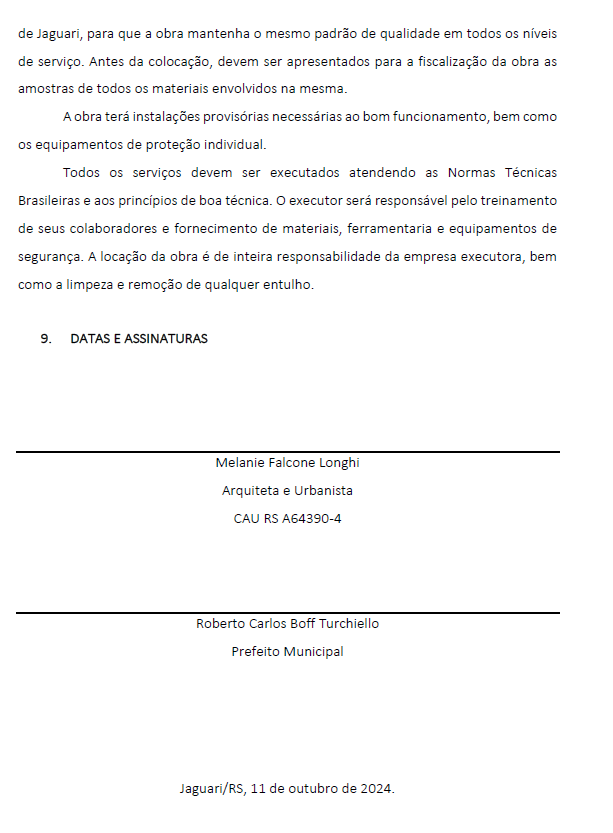 de Jaguari, para que a obra mantenha o mesmo padrão de qualidade em todos os níveis
de serviço. Antes da colocação, devem ser apresentados para a fiscalização da obra as
amostras de todos os materiais envolvidos na mesma.
A obra terá instalações provisórias necessárias ao bom funcionamento, bem como
os equipamentos de proteção individual.
Todos os serviços devem ser executados atendendo as Normas Técnicas
Brasileiras e aos princípios de boa técnica. O executor será responsável pelo treinamento
de seus colaboradores e fornecimento de materiais, ferramentaria e equipamentos de
segurança. A locação da obra é de inteira responsabilidade da empresa executora, bem
como a limpeza e remoção de qualquer entulho.
9. DATAS E ASSINATURAS
Melanie Falcone Longhi
Arquiteta e Urbanista
CAU RS A64390-4
Roberto Carlos Boff Turchiello
Prefeito Municipal
Jaguari/RS, 11 de outubro de 2024.